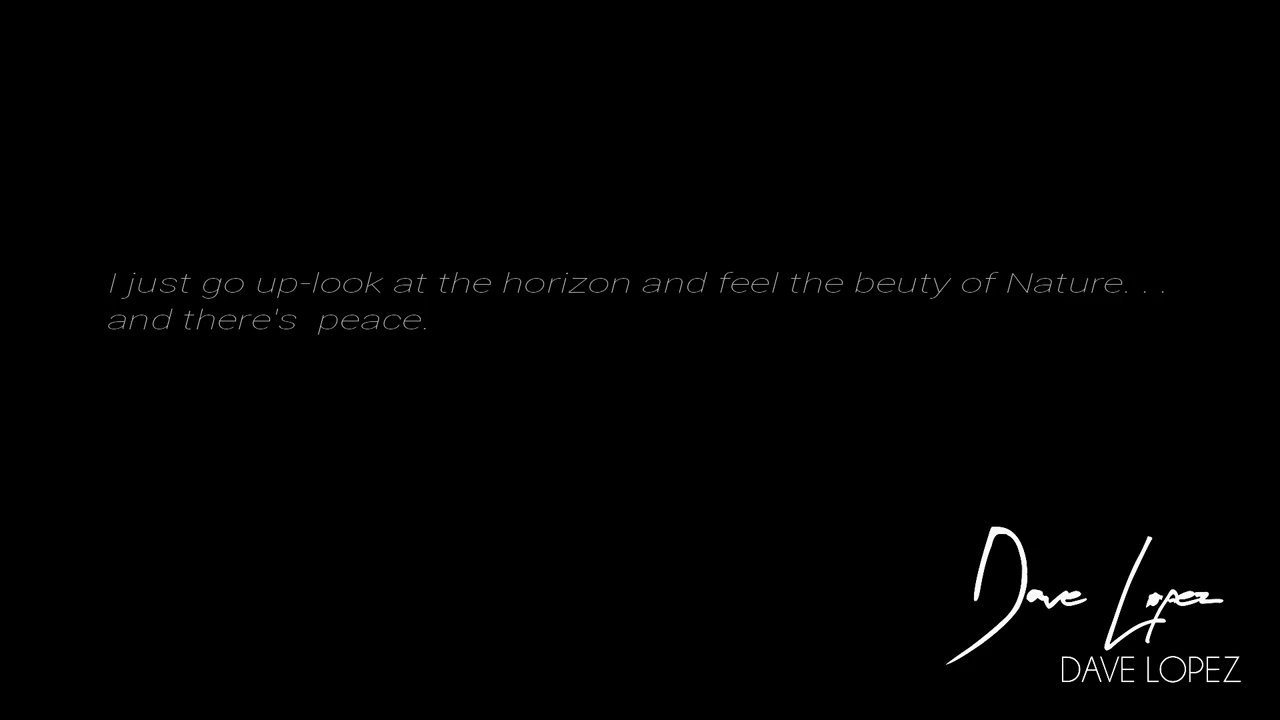 I just go up-look at the horizon and feel the beuty of Nature. . .
and there's  peace.
Dave Lopez
DAVE LOPEZ